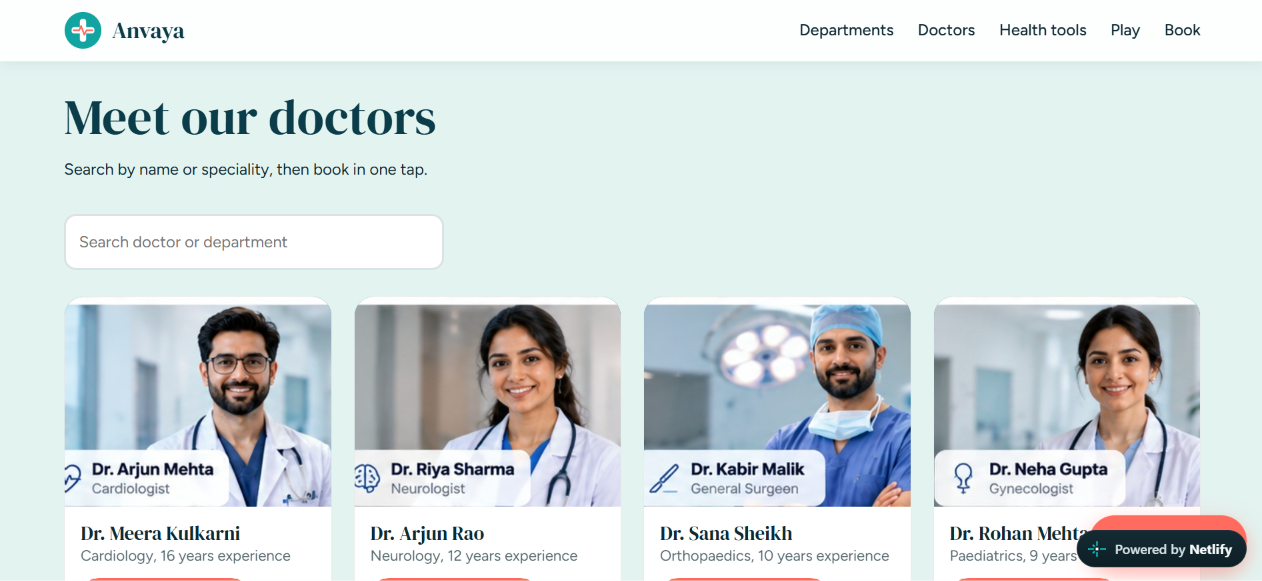 Anvaya
Departments Doctors Health tools Play Book
Meet our doctors
Search by name or speciality, then book in one tap.
Search doctor or department
Dr. Arjun Mehta
Cardiologist
Dr. Riya Sharma
Neurologist
Dr. Kabir Malik
General Surgeon
Dr. Neha Gupta
Gynecologist
Dr. Meera Kulkarni
Cardiology, 16 years experience
Dr. Arjun Rao
Neurology, 12 years experience
Dr. Sana Sheikh
Orthopaedics, 10 years experience
Dr. Rohan Mehta
Paediatrics, 9 years
Powered by Netlify